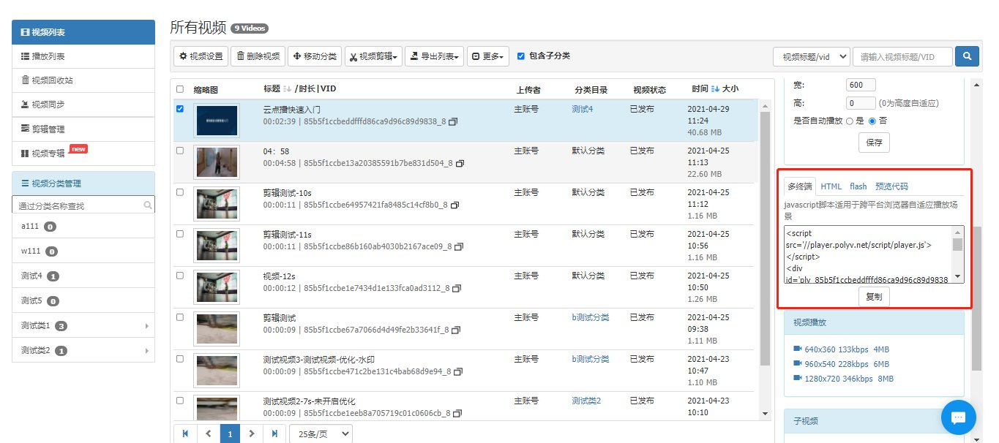 视频列表
播放列表
视频回收站
视频同步
剪辑管理
视频专辑 new
视频分类管理
通过分类名称查找
a111 0
w111 0
测试4 1
测试5 0
测试类1 3
测试类2 1
所有视频 9 Videos
视频设置 删除视频 移动分类 视频剪辑 导出列表 更多 包含子分类 视频标题/vid 请输入视频标题/VID
缩略图 标题 /时长|VID 上传者 分类目录 视频状态 时间 大小
云点播快速入门 主账号 测试4 已发布 2021-04-29
00:02:39 | 85b5f1ccbeddfffd86ca9d96c89d9838_8 11:24
40.68 MB
04：58 主账号 默认分类 已发布 2021-04-25
00:04:58 | 85b5f1ccbe13a20385591b7be831d504_8 11:13
22.60 MB
剪辑测试-10s 主账号 默认分类 已发布 2021-04-25
00:00:11 | 85b5f1ccbe64957421fa8485c14cf8b0_8 11:12
1.16 MB
剪辑测试-11s 主账号 默认分类 已发布 2021-04-25
00:00:11 | 85b5f1ccbe86b160ab4030b2167ace09_8 10:56
1.16 MB
视频-12s 主账号 默认分类 已发布 2021-04-25
00:00:12 | 85b5f1ccbe1e7434d1e133fca0ad3112_8 10:50
1.26 MB
剪辑测试 主账号 b测试分类 已发布 2021-04-25
00:00:09 | 85b5f1ccbe67a7066d4d49fe2b33641f_8 09:38
1.11 MB
测试视频3-测试视频-优化-水印 主账号 b测试分类 已发布 2021-04-23
00:00:09 | 85b5f1ccbe471c2be131c4bab68d9e94_8 10:47
1.10 MB
测试视频2-7s-未开启优化 主账号 测试类2 已发布 2021-04-23
00:00:09 | 85b5f1ccbe1eeb8a705719c01c0606cb_8 10:10
1 25条/页
宽: 600
高: 0 (0为高度自适应)
是否自动播放 是 否
保存
多终端 HTML flash 预览代码
javascript脚本适用于跨平台浏览器自适应播放场
景
<script
src='//player.polyv.net/script/player.js'>
</script>
<div
id='plv_85b5f1ccbeddfffd86ca9d96c89d9838
复制
视频播放
640x360 133kbps 4MB
960x540 228kbps 6MB
1280x720 346kbps 8MB
子视频